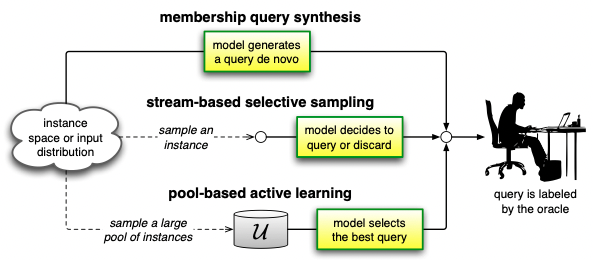 membership query synthesis
model generates
a query de novo
stream-based selective sampling
instance
space or input
distribution
sample an
instance
model decides to
query or discard
pool-based active learning
sample a large
pool of instances
U
model selects
the best query
query is labeled
by the oracle